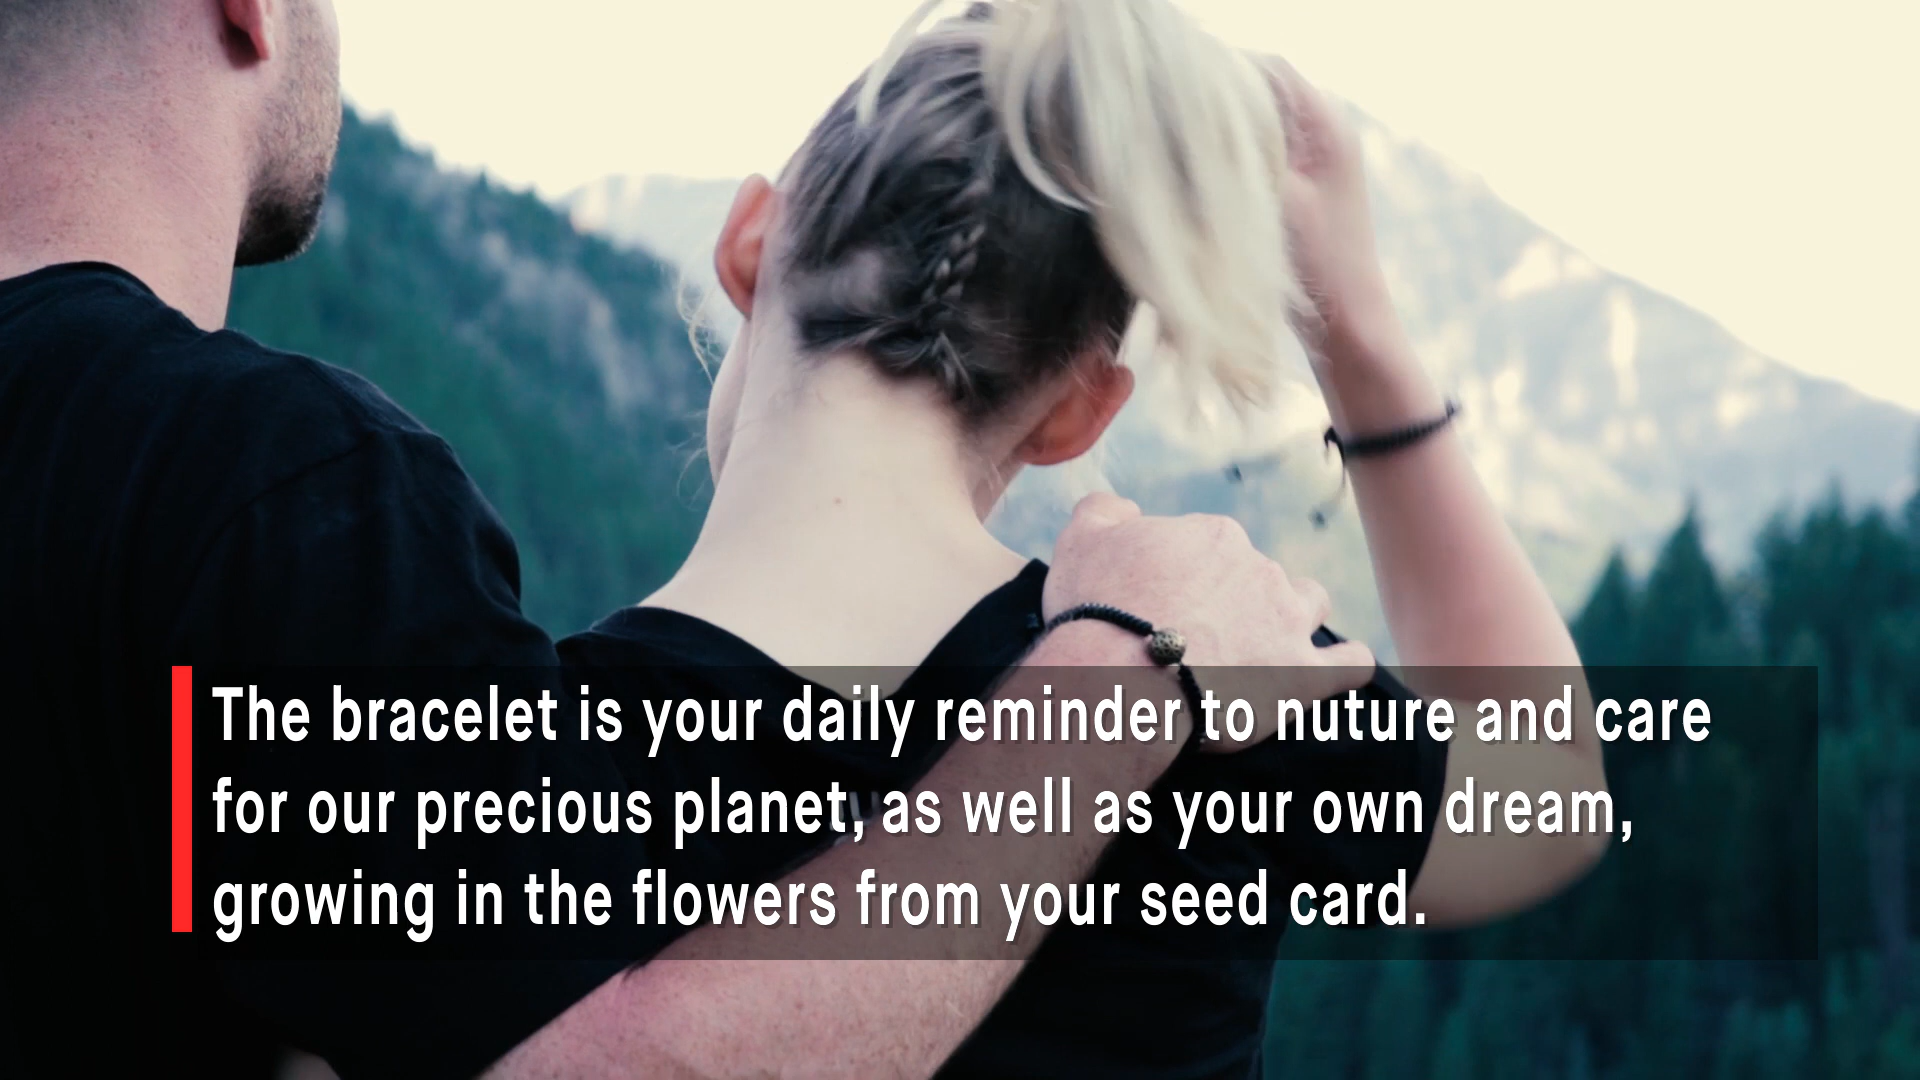 The bracelet is your daily reminder to nuture and care
for our precious planet, as well as your own dream,
growing in the flowers from your seed card.